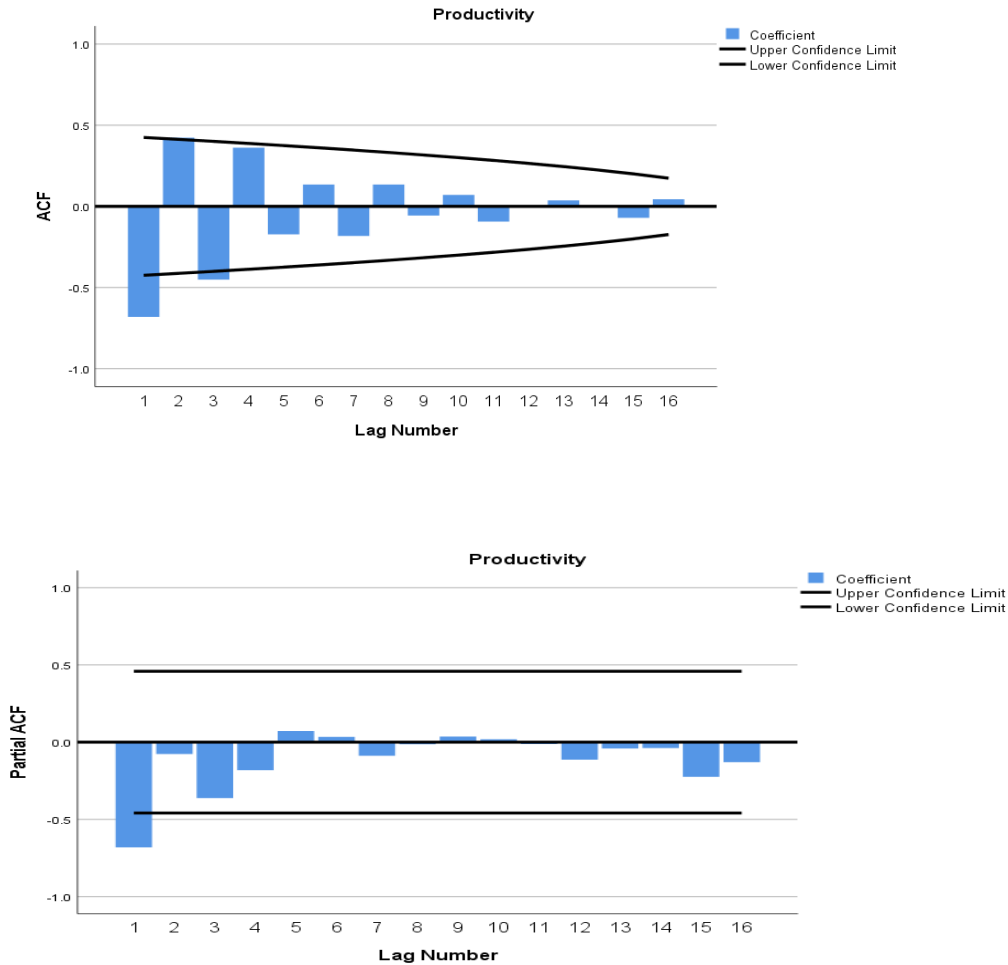 Productivity
Coefficient
Upper Confidence Limit
Lower Confidence Limit
1.0
0.5
0.0
-0.5
-1.0
ACF
1 2 3 4 5 6 7 8 9 10 11 12 13 14 15 16
Lag Number
Productivity
Coefficient
Upper Confidence Limit
Lower Confidence Limit
1.0
0.5
0.0
-0.5
-1.0
Partial ACF
1 2 3 4 5 6 7 8 9 10 11 12 13 14 15 16
Lag Number